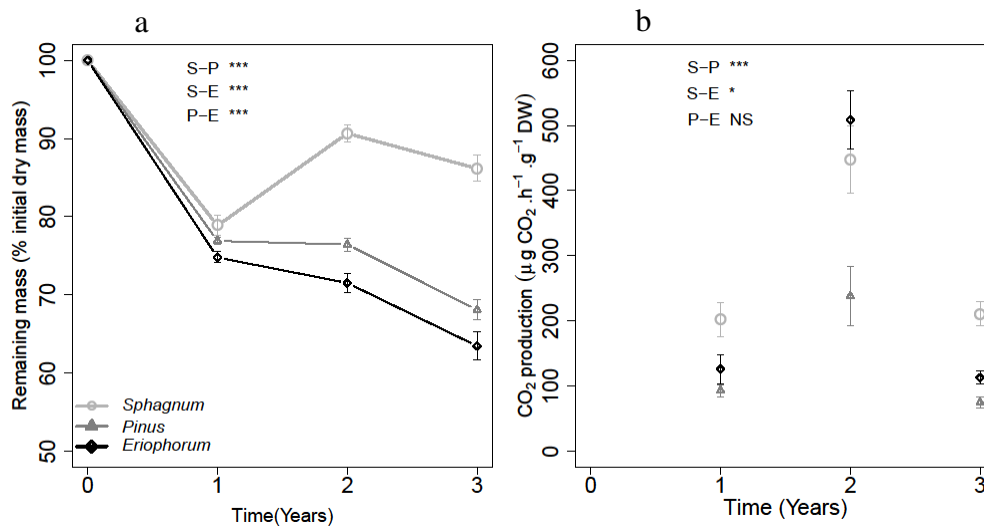 a
Remaining mass (% initial dry mass)
100
90
80
70
60
50
S-P ***
S-E ***
P-E ***
Sphagnum
Pinus
Eriophorum
0 1 2 3
Time(Years)
b
CO2 production (µg CO2.h−1.g−1 DW)
600
500
400
300
200
100
0
S-P ***
S-E *
P-E NS
0 1 2 3
Time (Years)